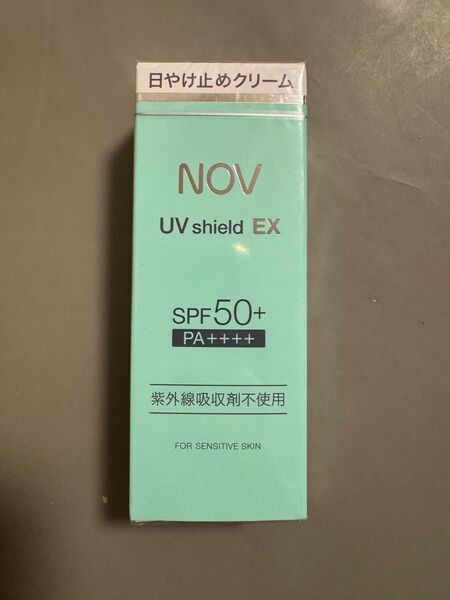 日やけ止めクリーム
NOV
UV shield EX
SPF50+
PA++++
紫外線吸収剤不使用
FOR SENSITIVE SKIN